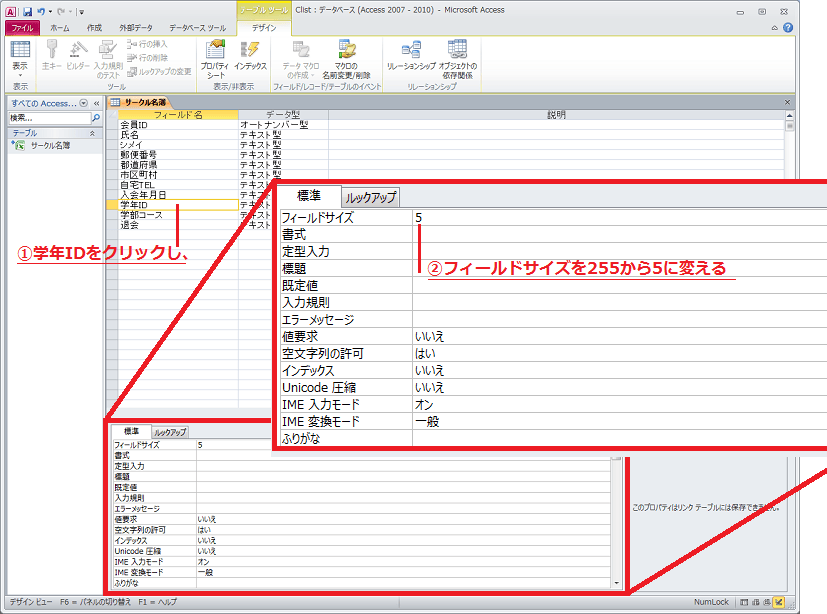 テーブル ツール
Clist : データベース (Access 2007 - 2010) - Microsoft Access
ファイル ホーム 作成 外部データ データベース ツール デザイン
表示
主キー ビルダー 入力規則のテスト
行の挿入
行の削除
ルックアップの変更
プロパティ シート インデックス
データ マクロの作成 マクロの名前変更/削除
リレーションシップ オブジェクトの依存関係
表示 ツール 表示/非表示 フィールド/レコード/テーブルのイベント リレーションシップ
すべての Access... «
検索...
テーブル
サークル名簿
サークル名簿
フィールド名 データ型 説明
会員ID オートナンバー型
氏名 テキスト型
シメイ テキスト型
郵便番号 テキスト型
都道府県 テキスト型
市区町村 テキスト型
自宅TEL テキスト
入会年月日
学年ID テキスト
学部コース テキスト
退会 テキスト
①学年IDをクリックし、
標準 ルックアップ
フィールドサイズ 5
書式
定型入力
標題
既定値
入力規則
エラーメッセージ
値要求 いいえ
空文字列の許可 はい
インデックス いいえ
Unicode 圧縮 いいえ
IME 入力モード オン
IME 変換モード 一般
ふりがな
②フィールドサイズを255から5に変える
標準 ルックアップ
フィールドサイズ 5
書式
定型入力
標題
既定値
入力規則
エラーメッセージ
値要求 いいえ
空文字列の許可 はい
インデックス いいえ
Unicode 圧縮 いいえ
IME 入力モード オン
IME 変換モード 一般
ふりがな
このプロパティはリンク テーブルには保存できません。
デザイン ビュー F6 = パネルの切り替え F1 = ヘルプ
NumLock